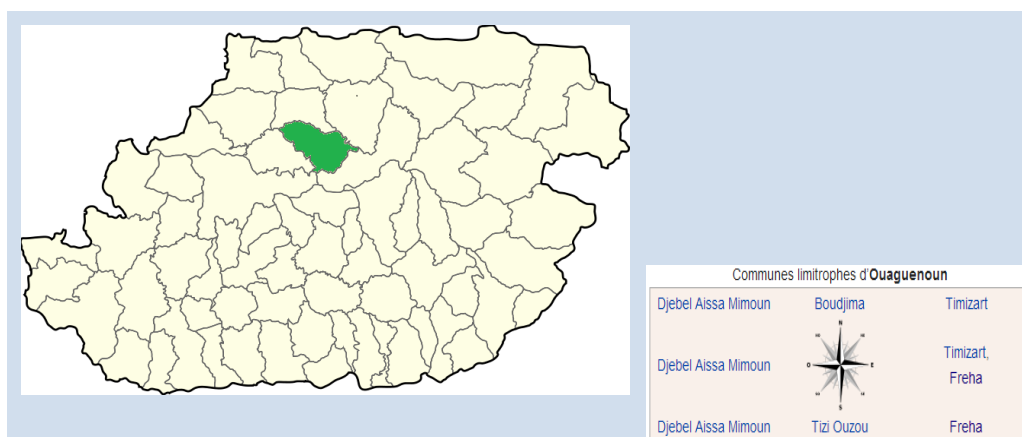 Communes limitrophes d'Ouaguenoun
Djebel Aissa Mimoun Boudjima Timizart
N
Djebel Aissa Mimoun O E Timizart,
Freha
S
Djebel Aissa Mimoun Tizi Ouzou Freha